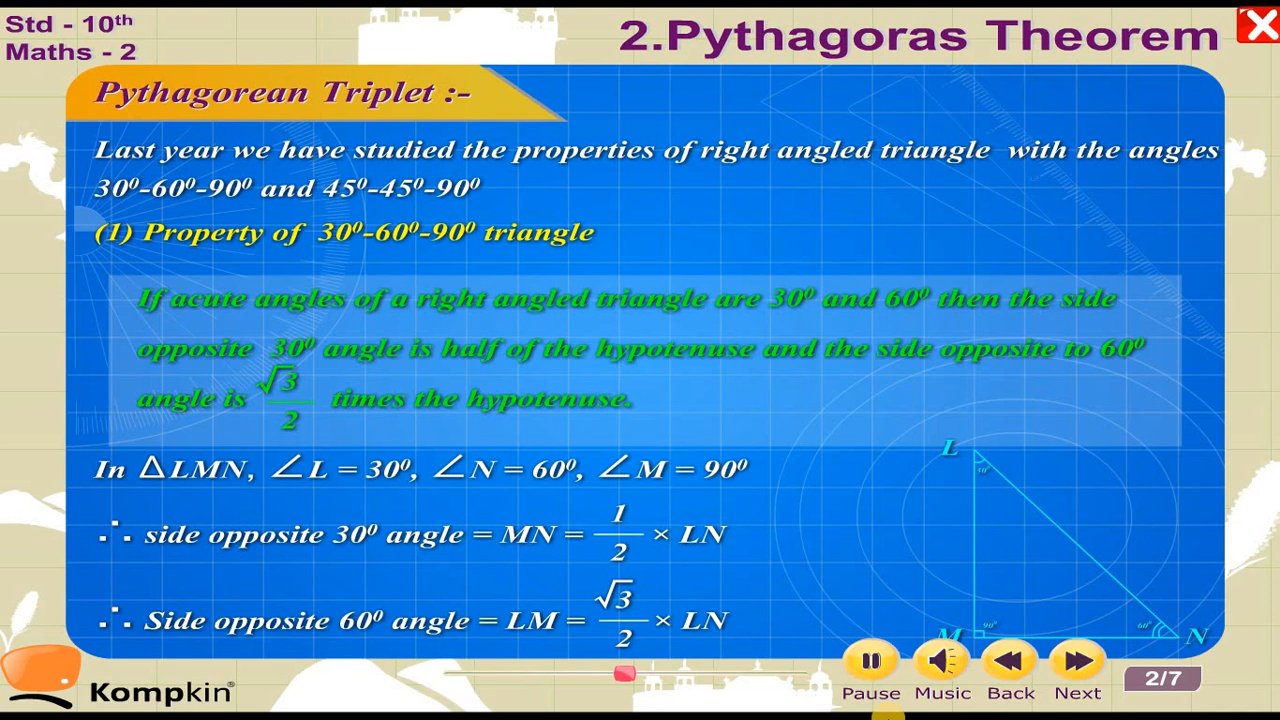 Std - 10th
Maths - 2
2.Pythagoras Theorem
Pythagorean Triplet :-
Last year we have studied the properties of right angled triangle with the angles
30⁰-60⁰-90⁰ and 45⁰-45⁰-90⁰
(1) Property of 30⁰-60⁰-90⁰ triangle
If acute angles of a right angled triangle are 30⁰ and 60⁰ then the side
opposite 30⁰ angle is half of the hypotenuse and the side opposite to 60⁰
angle is √3/2 times the hypotenuse.
In △LMN, ∠L = 30⁰, ∠N = 60⁰, ∠M = 90⁰
∴ side opposite 30⁰ angle = MN = 1/2 × LN
∴ Side opposite 60⁰ angle = LM = √3/2 × LN
L
M
90⁰
60⁰
N
Kompkin®
Pause
Music
Back
Next
2/7